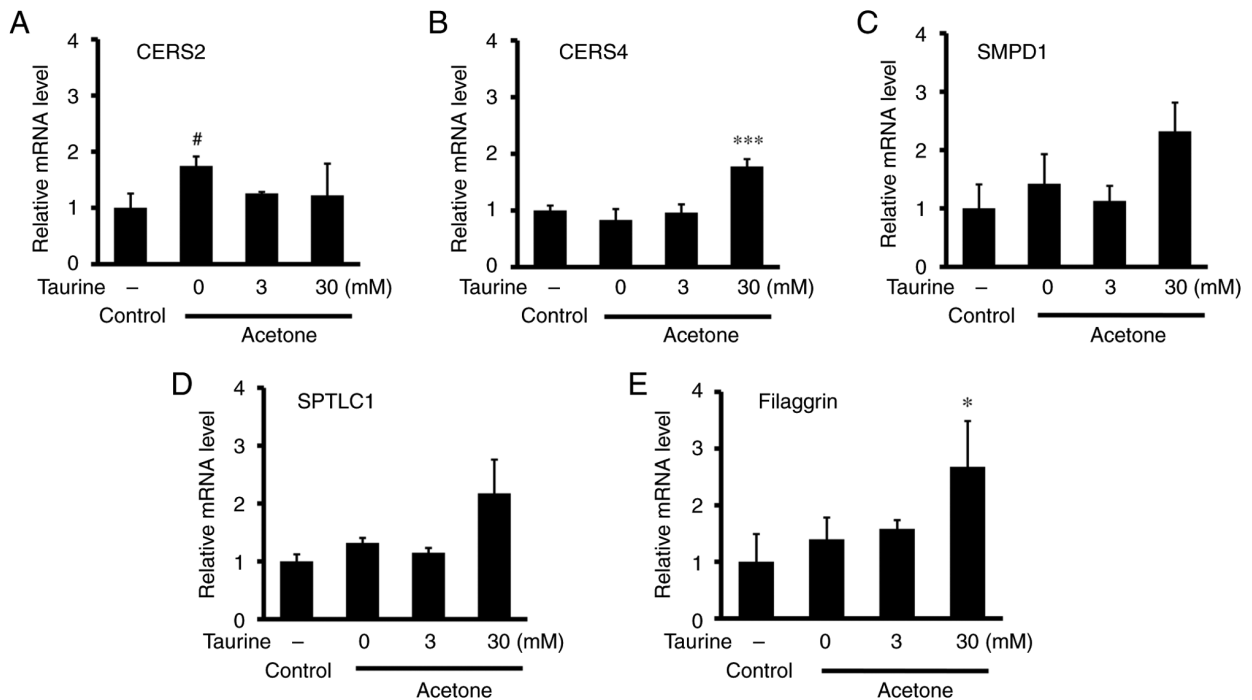 A
CERS2
Relative mRNA level
4
3
2
1
0
#
Taurine – 0 3 30 (mM)
Control
Acetone
B
CERS4
Relative mRNA level
4
3
2
1
0
***
Taurine – 0 3 30 (mM)
Control
Acetone
C
SMPD1
Relative mRNA level
4
3
2
1
0
Taurine – 0 3 30 (mM)
Control
Acetone
D
SPTLC1
Relative mRNA level
4
3
2
1
0
Taurine – 0 3 30 (mM)
Control
Acetone
E
Filaggrin
Relative mRNA level
4
3
2
1
0
*
Taurine – 0 3 30 (mM)
Control
Acetone